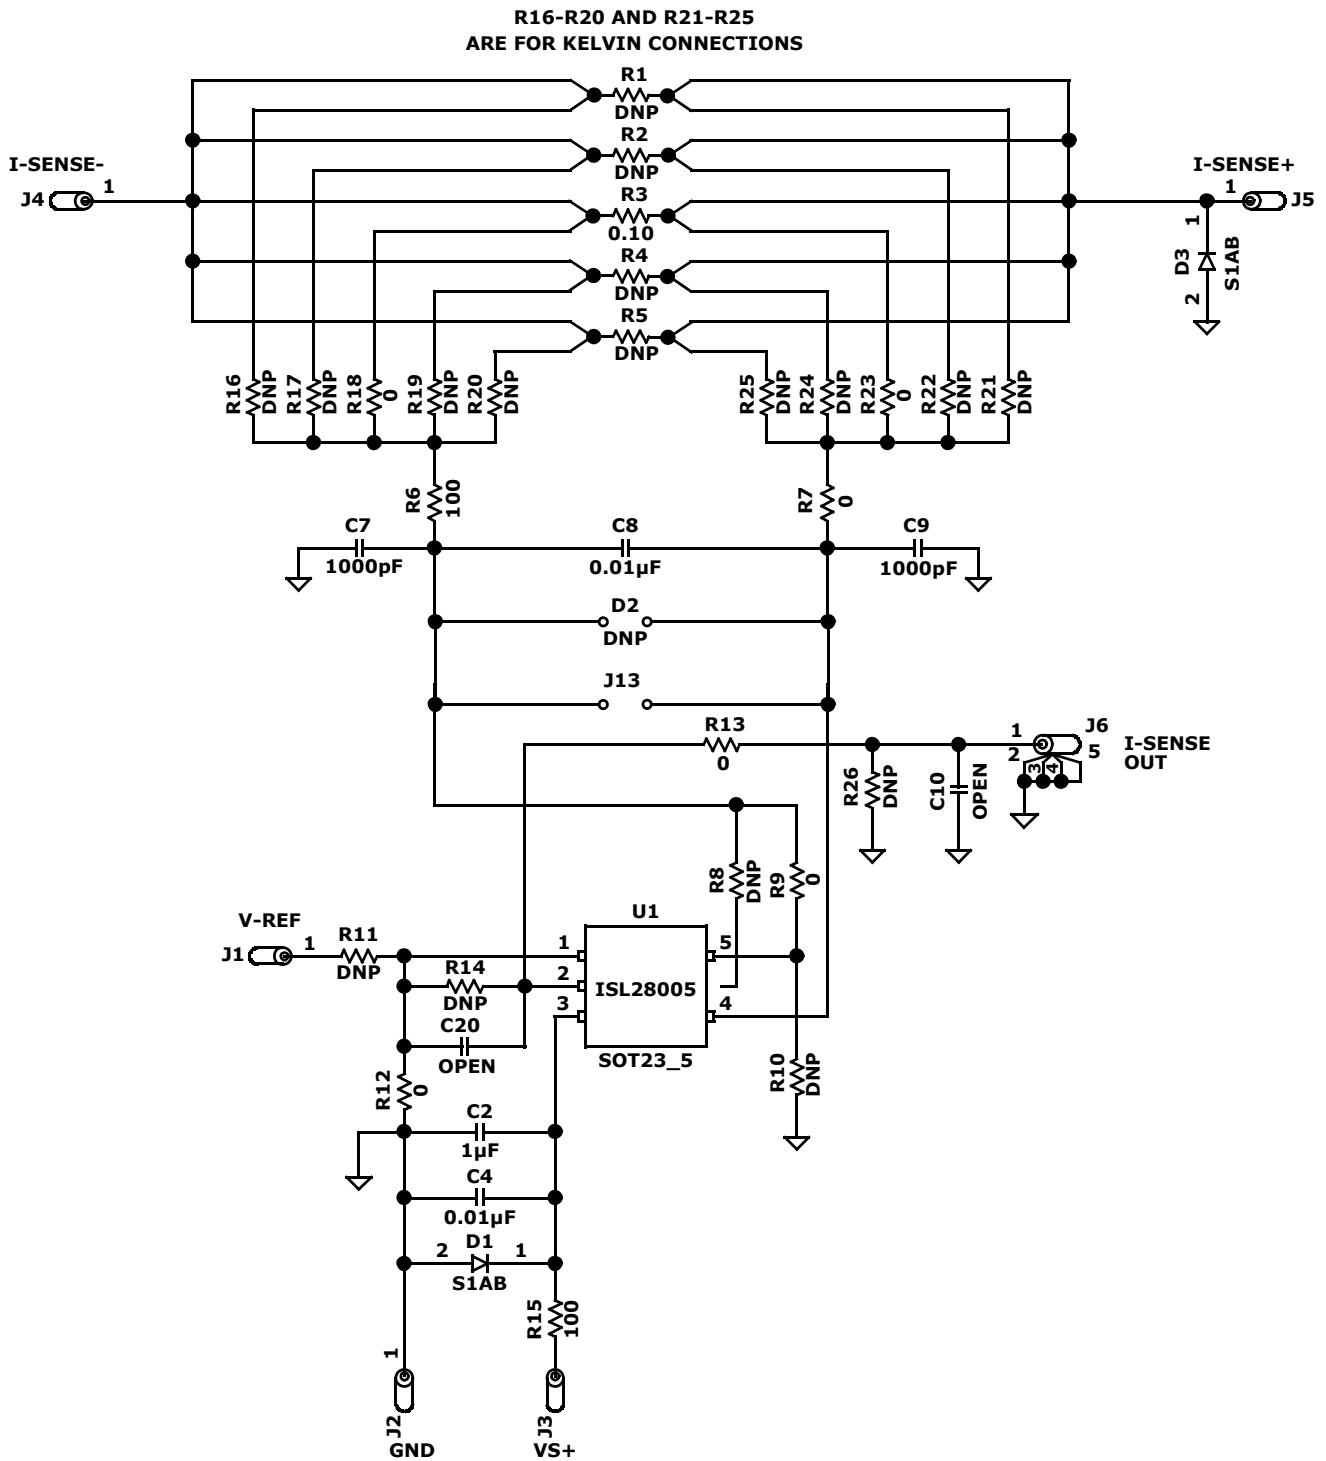 R16-R20 AND R21-R25
ARE FOR KELVIN CONNECTIONS
R1
DNP
R2
DNP
I-SENSE-
J4 1
I-SENSE+
1 J5
R3
0.10
1
D3
S1AB
2
R4
DNP
R5
DNP
R16
DNP
R17
DNP
R18
0
R19
DNP
R20
DNP
R25
DNP
R24
DNP
R23
0
R22
DNP
R21
DNP
R6
100
R7
0
C7
1000pF
C8
0.01µF
C9
1000pF
D2
DNP
J13
R13
0
1
2
3
4
5
J6
I-SENSE
OUT
R26
DNP
C10
OPEN
R8
DNP
R9
0
V-REF
J1 1
R11
DNP
U1
1
2
3
5
4
ISL28005
SOT23_5
R14
DNP
C20
OPEN
R12
0
R10
DNP
C2
1µF
C4
0.01µF
D1
2 1
S1AB
R15
100
1
J2
GND
J3
VS+